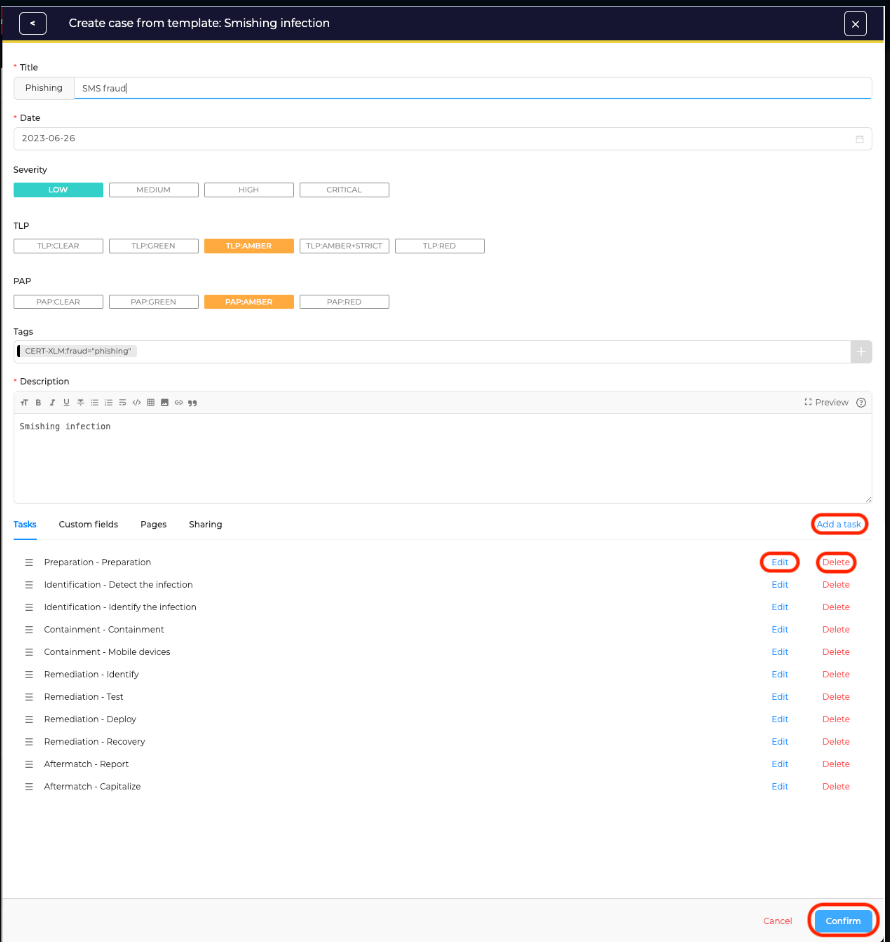 < Create case from template: Smishing infection ×
* Title
Phishing SMS fraud
* Date
2023-06-26
Severity
LOW MEDIUM HIGH CRITICAL
TLP
TLP:CLEAR TLP:GREEN TLP:AMBER TLP:AMBER+STRICT TLP:RED
PAP
PAP:CLEAR PAP:GREEN PAP:AMBER PAP:RED
Tags
CERT-XLM:fraud="phishing" +
* Description
Preview
Smishing infection
Tasks Custom fields Pages Sharing Add a task
Preparation - Preparation Edit Delete
Identification - Detect the infection Edit Delete
Identification - Identify the infection Edit Delete
Containment - Containment Edit Delete
Containment - Mobile devices Edit Delete
Remediation - Identify Edit Delete
Remediation - Test Edit Delete
Remediation - Deploy Edit Delete
Remediation - Recovery Edit Delete
Aftermatch - Report Edit Delete
Aftermatch - Capitalize Edit Delete
Cancel Confirm